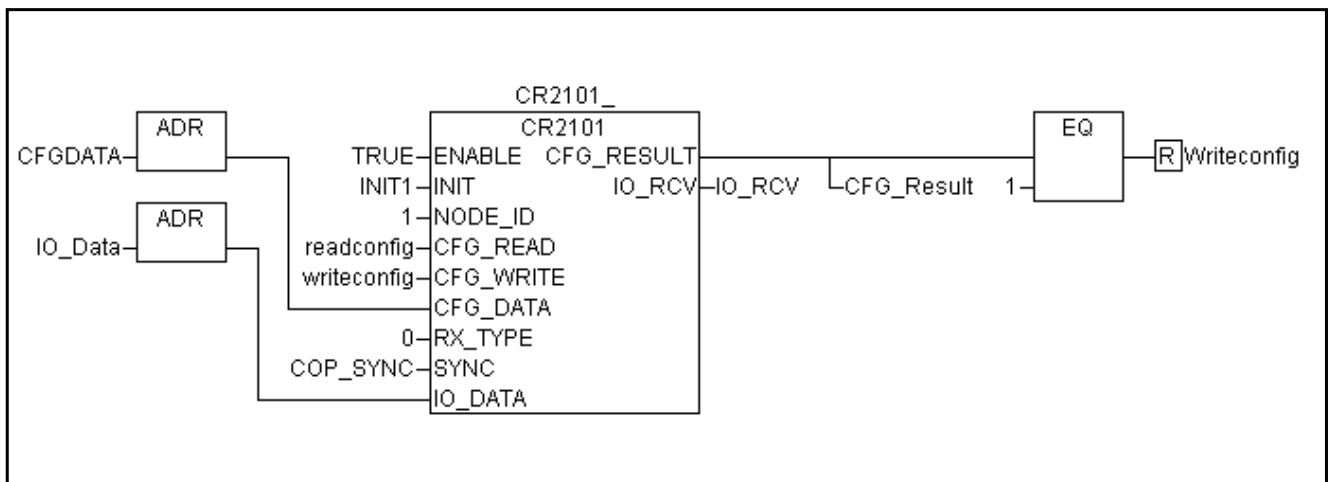 CR2101_
ADR CR2101 EQ
CFGDATA TRUE ENABLE CFG_RESULT R Writeconfig
INIT1 INIT IO_RCV IO_RCV CFG_Result 1
ADR 1 NODE_ID
IO_Data readconfig CFG_READ
writeconfig CFG_WRITE
CFG_DATA
0 RX_TYPE
COP_SYNC SYNC
IO_DATA